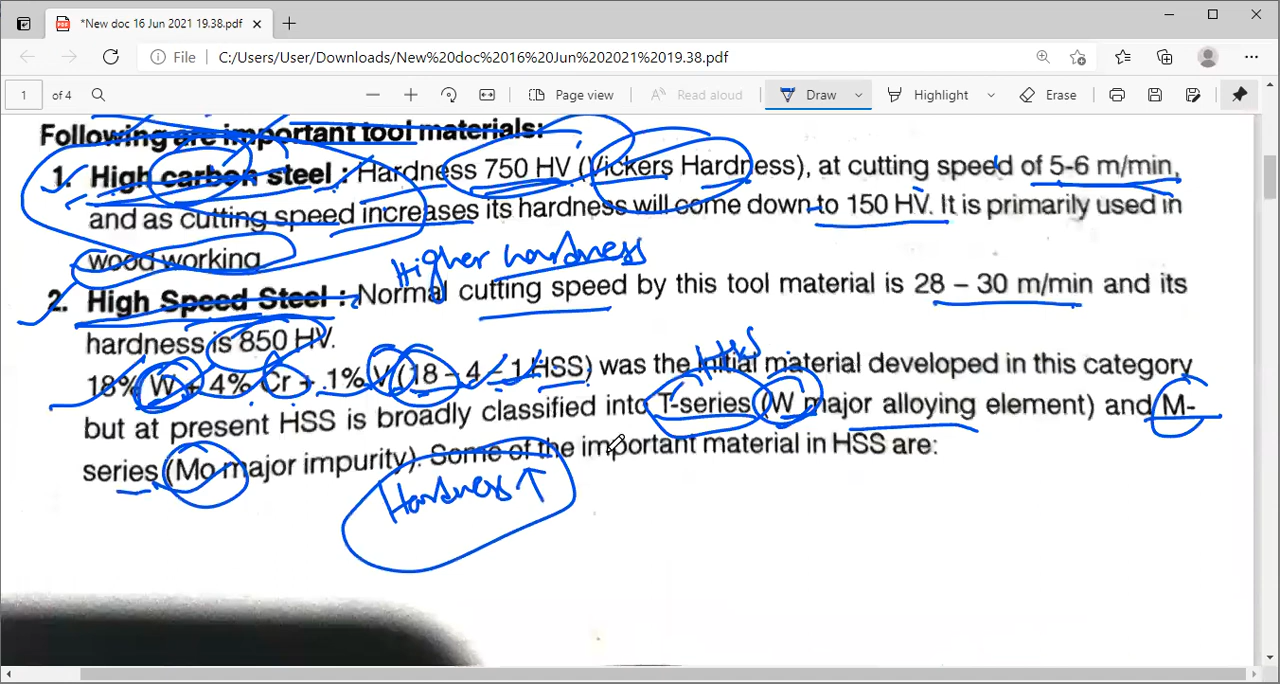 *New doc 16 Jun 2021 19.38.pdf
File C:/Users/User/Downloads/New%20doc%2016%20Jun%202021%2019.38.pdf
1 of 4 Page view Read aloud Draw Highlight Erase
Following are important tool materials:
1. High carbon steel : Hardness 750 HV (Vickers Hardness), at cutting speed of 5-6 m/min,
and as cutting speed increases its hardness will come down to 150 HV. It is primarily used in
wood working
Higher hardness
2. High Speed Steel : Normal cutting speed by this tool material is 28 – 30 m/min and its
hardness is 850 HV.
18% W + 4% Cr + 1% V (18 – 4 – 1 HSS) was the Initial material developed in this category
but at present HSS is broadly classified into T-series (W major alloying element) and M-
series (Mo major impurity). Some of the important material in HSS are:
Hardness ↑